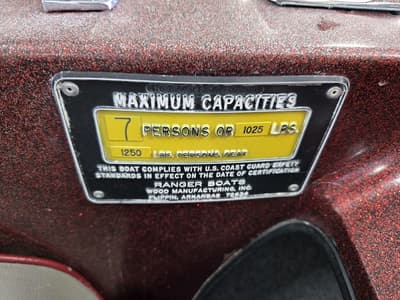 MAXIMUM CAPACITIES
7 PERSONS OR 1025 LBS.
1250 LBS. PERSONS GEAR
THIS BOAT COMPLIES WITH U.S. COAST GUARD SAFETY
STANDARDS IN EFFECT ON THE DATE OF CERTIFICATION
RANGER BOATS
WOOD MANUFACTURING, INC.
FLIPPIN, ARKANSAS 72634